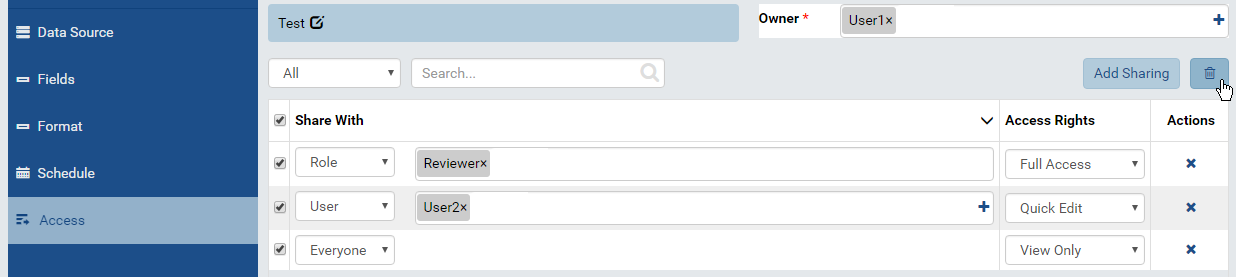 Data Source
Fields
Format
Schedule
Access
Test
Owner * User1×
All Search... Add Sharing
Share With Access Rights Actions
Role Reviewer× Full Access
User User2× Quick Edit
Everyone View Only